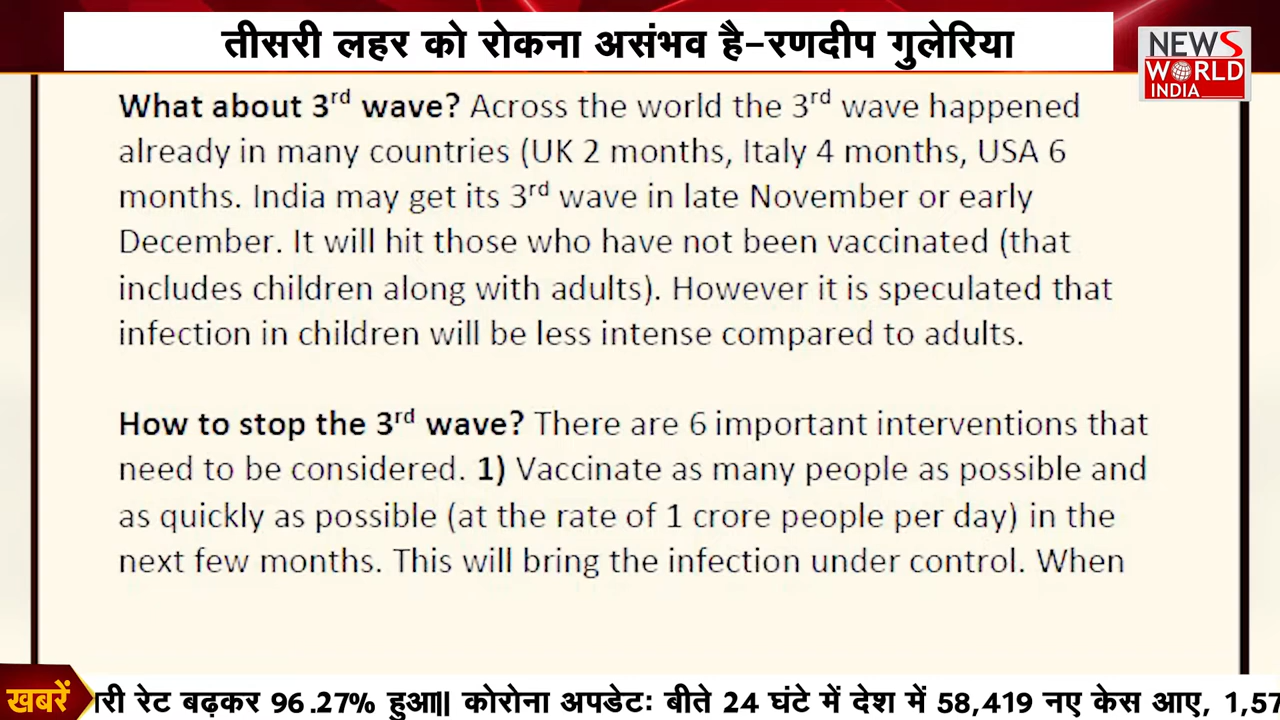 तीसरी लहर को रोकना असंभव है-रणदीप गुलेरिया
NEWS
WORLD
INDIA
What about 3rd wave? Across the world the 3rd wave happened
already in many countries (UK 2 months, Italy 4 months, USA 6
months. India may get its 3rd wave in late November or early
December. It will hit those who have not been vaccinated (that
includes children along with adults). However it is speculated that
infection in children will be less intense compared to adults.
How to stop the 3rd wave? There are 6 important interventions that
need to be considered. 1) Vaccinate as many people as possible and
as quickly as possible (at the rate of 1 crore people per day) in the
next few months. This will bring the infection under control. When
खबरें
रेट बढ़कर 96.27% हुआ|| कोरोना अपडेटः बीते 24 घंटे में देश में 58,419 नए केस आए,